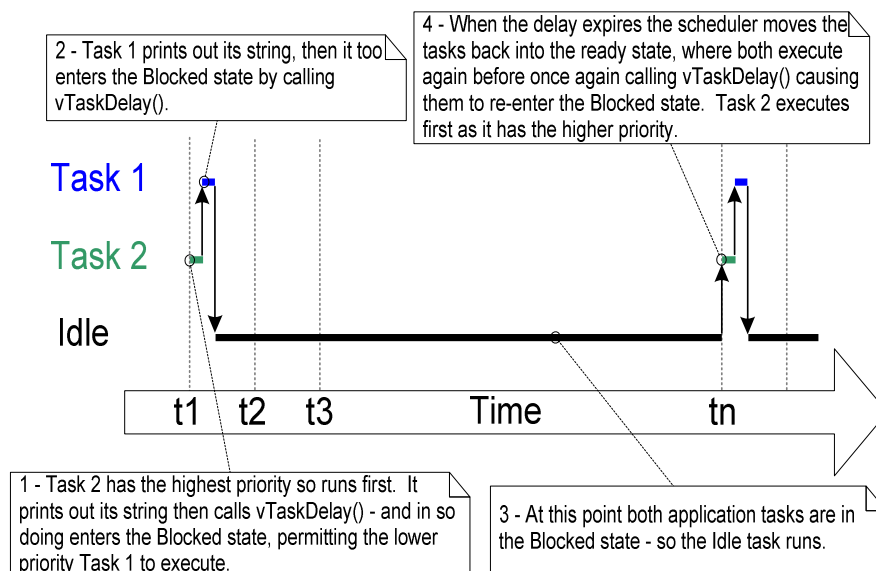 2 - Task 1 prints out its string, then it too
enters the Blocked state by calling
vTaskDelay().
4 - When the delay expires the scheduler moves the
tasks back into the ready state, where both execute
again before once again calling vTaskDelay() causing
them to re-enter the Blocked state. Task 2 executes
first as it has the higher priority.
Task 1
Task 2
Idle
t1 t2 t3 Time tn
1 - Task 2 has the highest priority so runs first. It
prints out its string then calls vTaskDelay() - and in so
doing enters the Blocked state, permitting the lower
priority Task 1 to execute.
3 - At this point both application tasks are in
the Blocked state - so the Idle task runs.